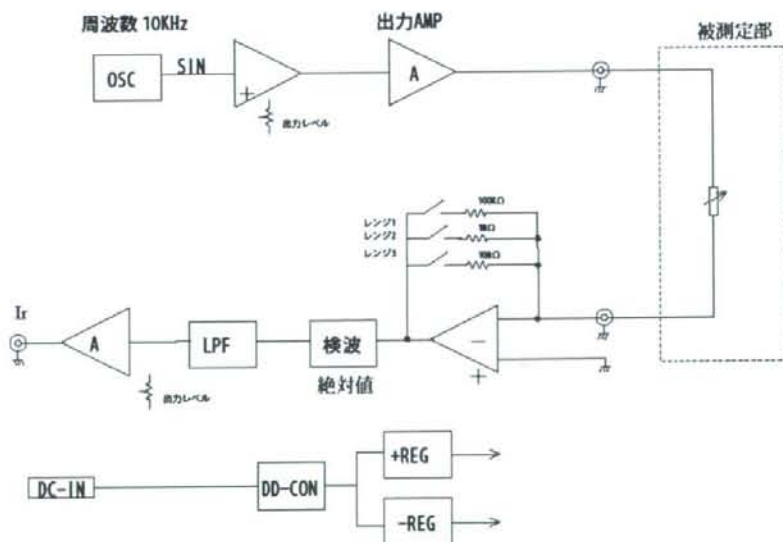 周波数 10KHz
出力AMP
被測定部
OSC
SIN
+
A
出力レベル
レンジ1
レンジ2
レンジ3
100KΩ
Ir
A
LPF
検波
−
+
出力レベル
絶対値
DC-IN
DD-CON
+REG
-REG